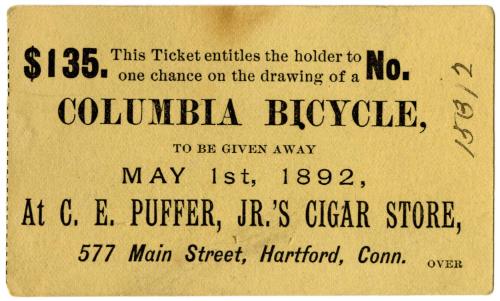 $135. This Ticket entitles the holder to
one chance on the drawing of a No.
COLUMBIA BICYCLE,
TO BE GIVEN AWAY
MAY 1st, 1892,
At C. E. PUFFER, JR.'S CIGAR STORE,
577 Main Street, Hartford, Conn.
OVER